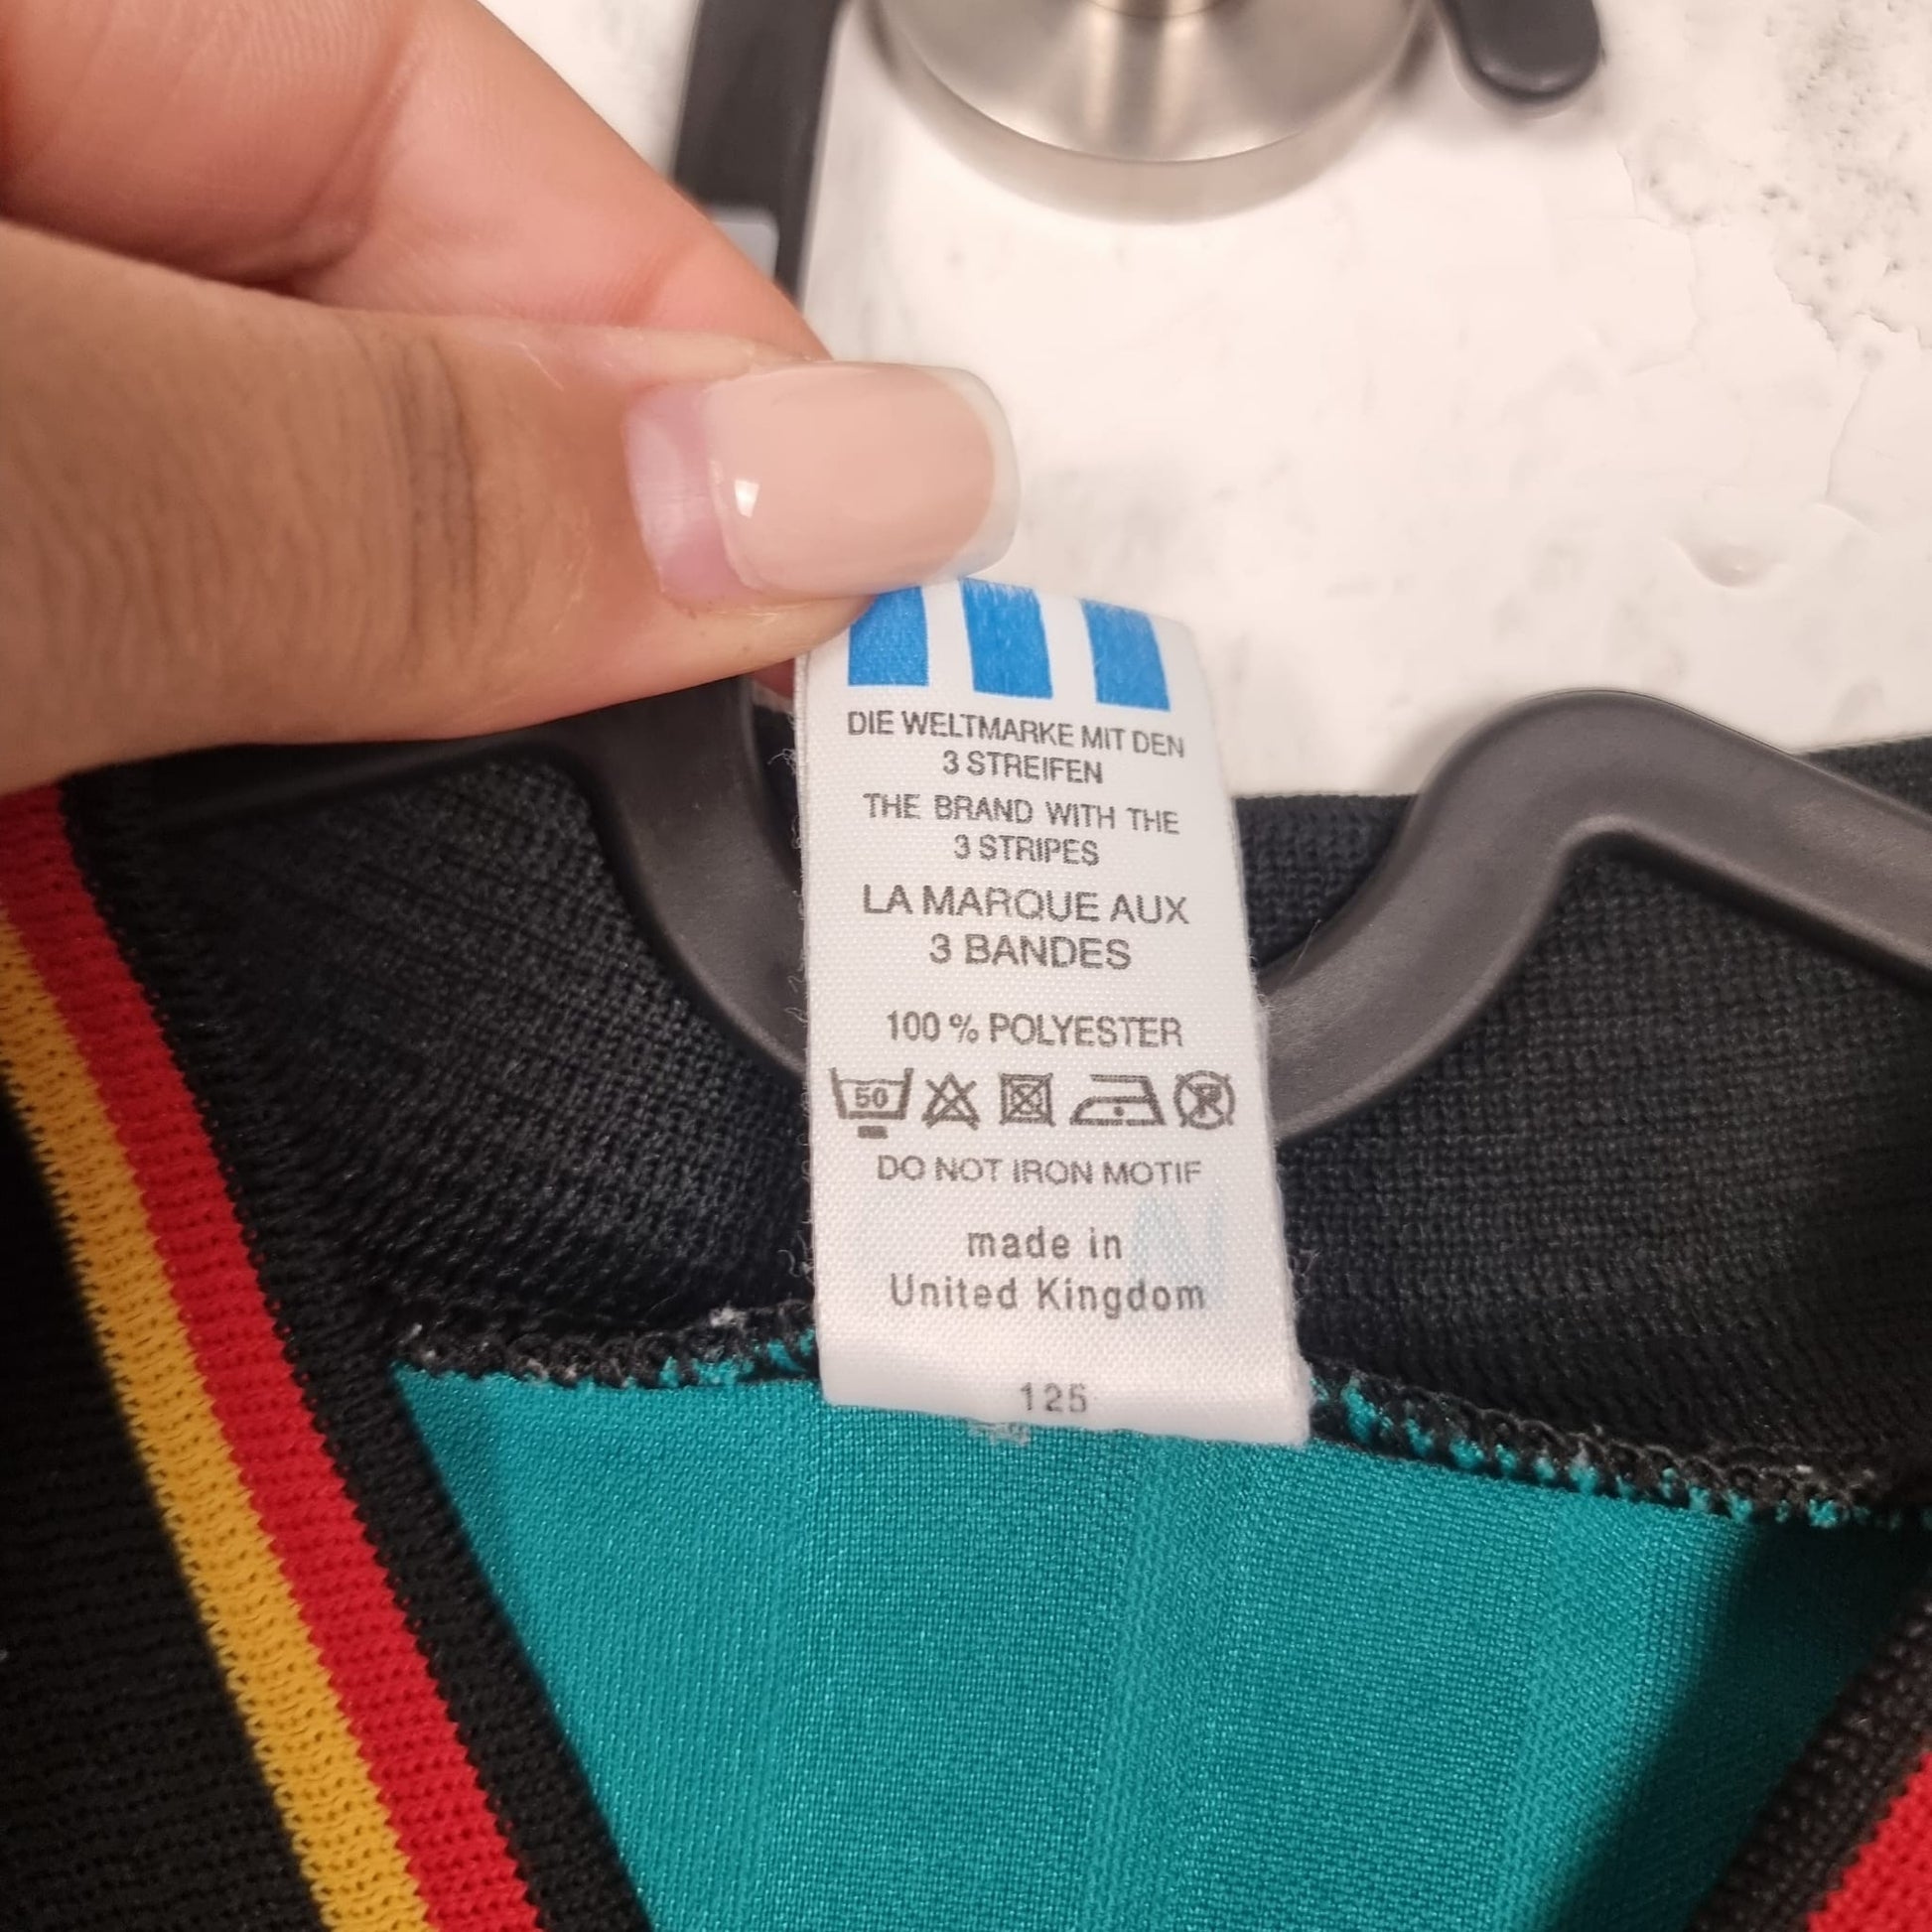 DIE WELTMARKE MIT DEN
3 STREIFEN
THE BRAND WITH THE
3 STRIPES
LA MARQUE AUX
3 BANDES
100 % POLYESTER
50 P
DO NOT IRON MOTIF
made in
United Kingdom
125